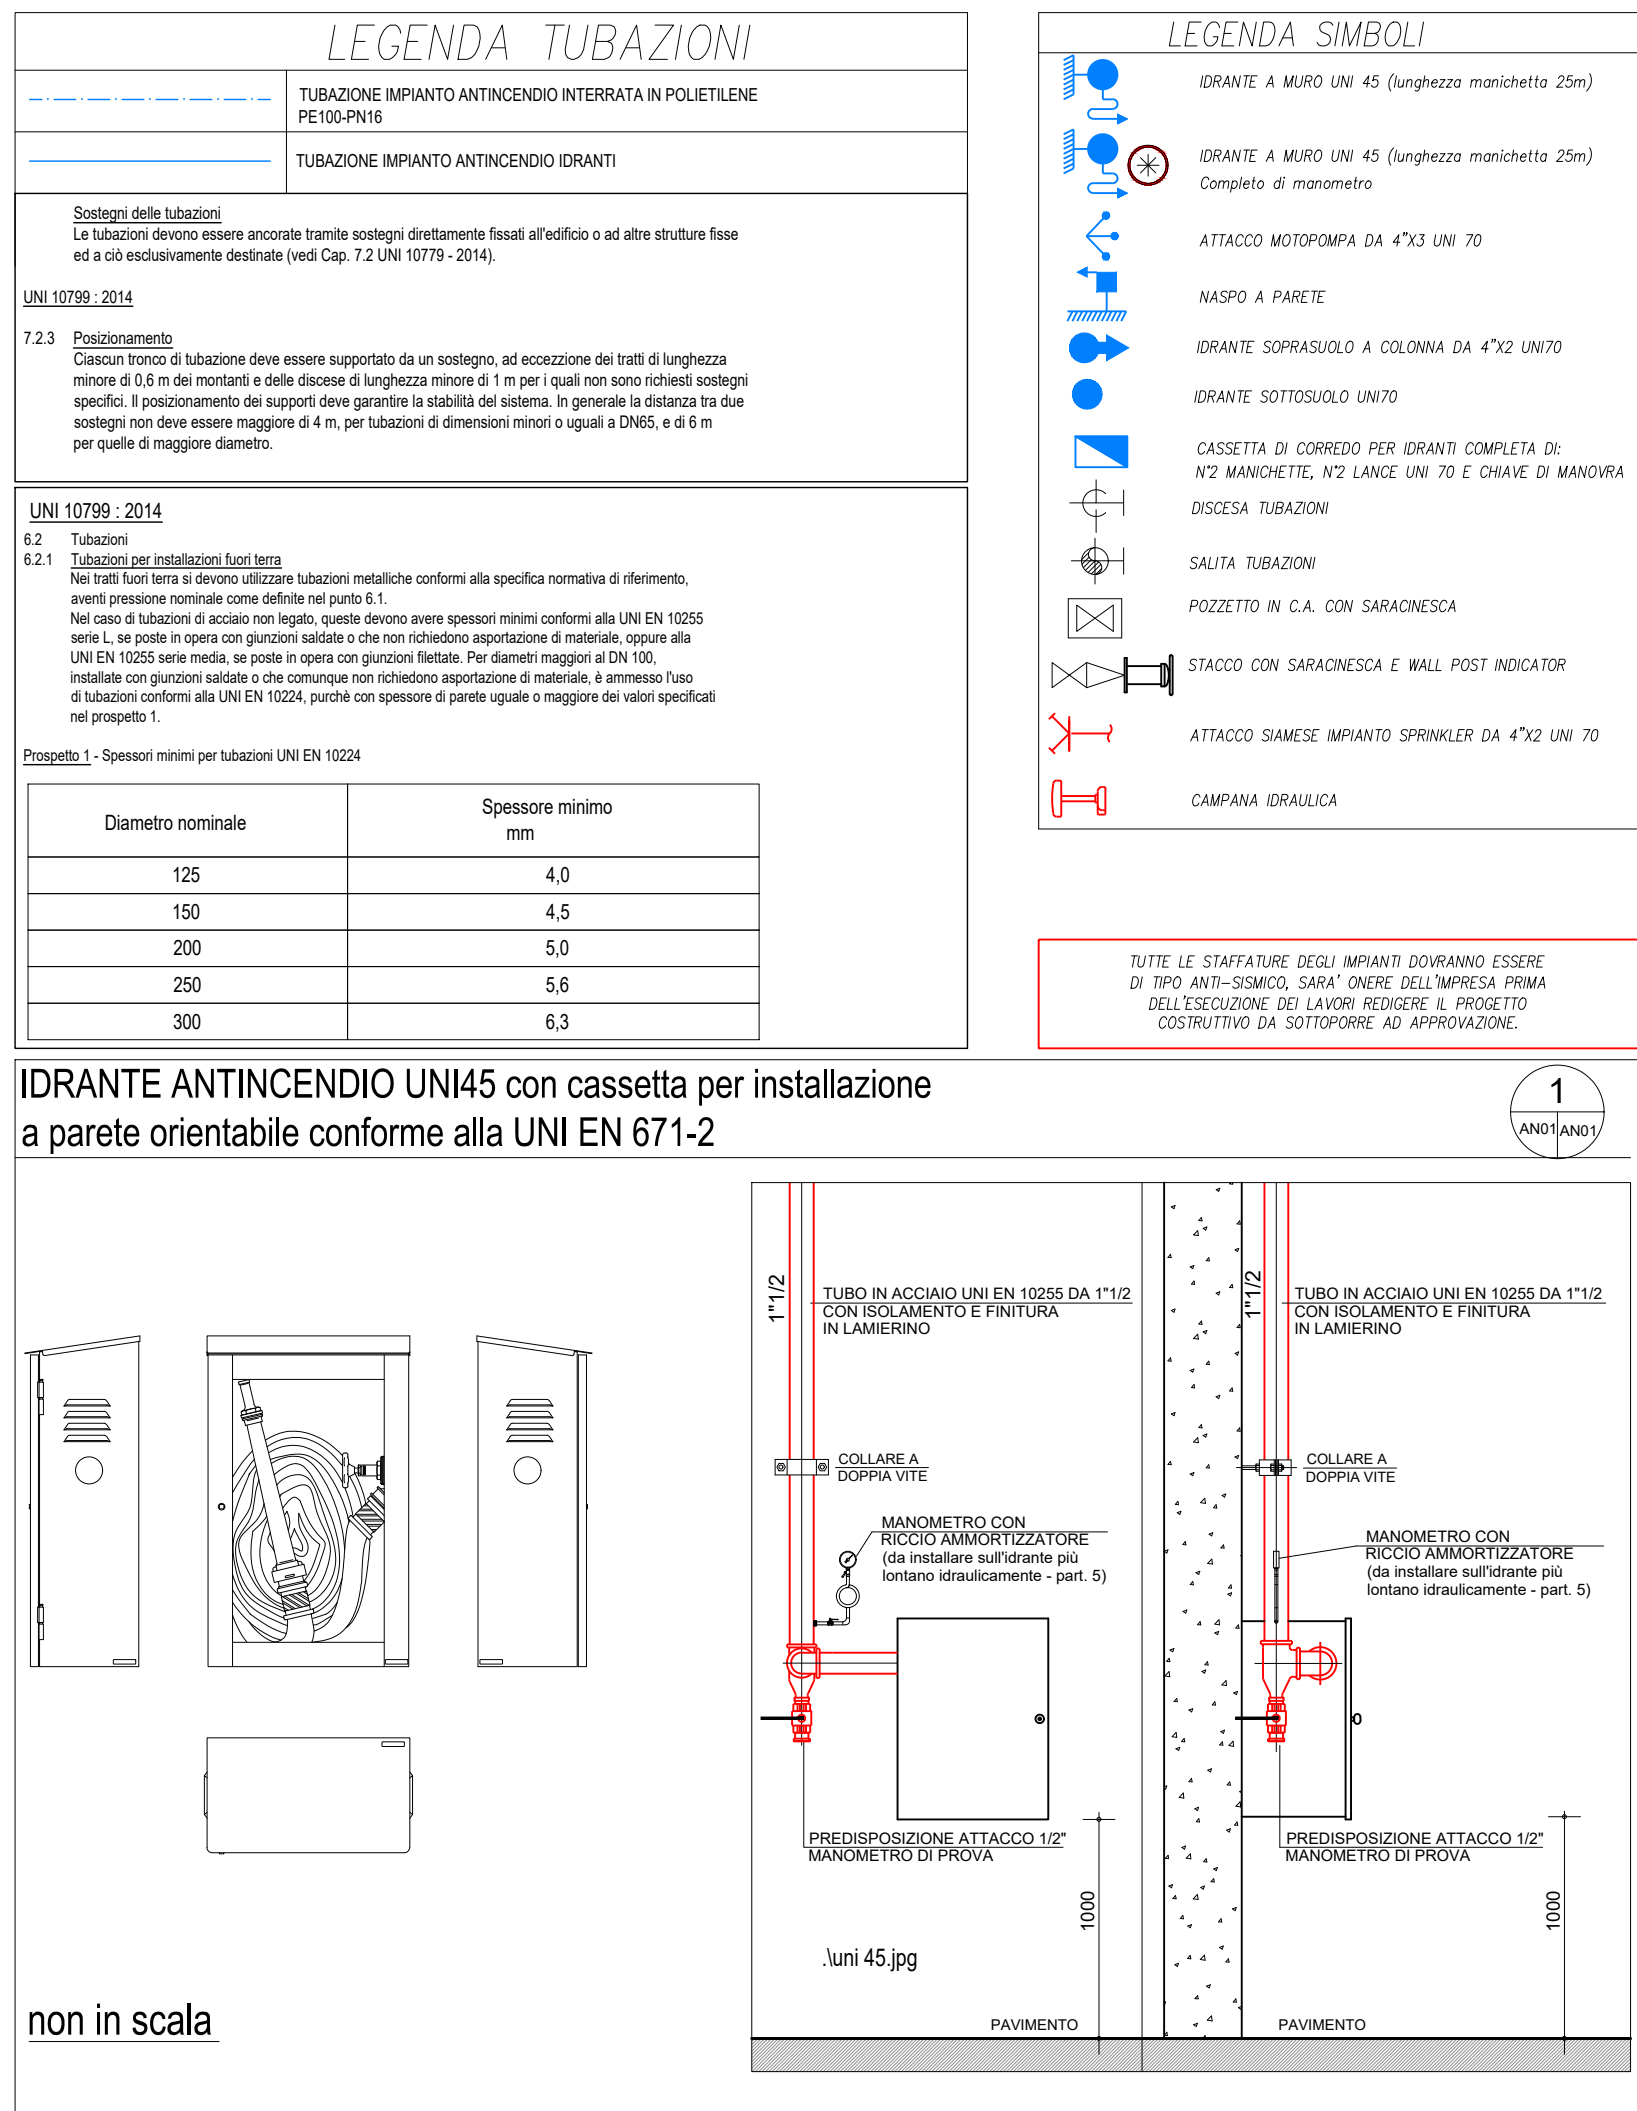 LEGENDA TUBAZIONI
TUBAZIONE IMPIANTO ANTINCENDIO INTERRATA IN POLIETILENE
PE100-PN16
TUBAZIONE IMPIANTO ANTINCENDIO IDRANTI
Sostegni delle tubazioni
Le tubazioni devono essere ancorate tramite sostegni direttamente fissati all'edificio o ad altre strutture fisse
ed a ciò esclusivamente destinate (vedi Cap. 7.2 UNI 10779 - 2014).
UNI 10799 : 2014
7.2.3 Posizionamento
Ciascun tronco di tubazione deve essere supportato da un sostegno, ad eccezzione dei tratti di lunghezza
minore di 0,6 m dei montanti e delle discese di lunghezza minore di 1 m per i quali non sono richiesti sostegni
specifici. Il posizionamento dei supporti deve garantire la stabilità del sistema. In generale la distanza tra due
sostegni non deve essere maggiore di 4 m, per tubazioni di dimensioni minori o uguali a DN65, e di 6 m
per quelle di maggiore diametro.
UNI 10799 : 2014
6.2 Tubazioni
6.2.1 Tubazioni per installazioni fuori terra
Nei tratti fuori terra si devono utilizzare tubazioni metalliche conformi alla specifica normativa di riferimento,
aventi pressione nominale come definite nel punto 6.1.
Nel caso di tubazioni di acciaio non legato, queste devono avere spessori minimi conformi alla UNI EN 10255
serie L, se poste in opera con giunzioni saldate o che non richiedono asportazione di materiale, oppure alla
UNI EN 10255 serie media, se poste in opera con giunzioni filettate. Per diametri maggiori al DN 100,
installate con giunzioni saldate o che comunque non richiedono asportazione di materiale, è ammesso l'uso
di tubazioni conformi alla UNI EN 10224, purchè con spessore di parete uguale o maggiore dei valori specificati
nel prospetto 1.
Prospetto 1 - Spessori minimi per tubazioni UNI EN 10224
Diametro nominale Spessore minimo
mm
125 4,0
150 4,5
200 5,0
250 5,6
300 6,3
LEGENDA SIMBOLI
IDRANTE A MURO UNI 45 (lunghezza manichetta 25m)
IDRANTE A MURO UNI 45 (lunghezza manichetta 25m)
Completo di manometro
ATTACCO MOTOPOMPA DA 4"X3 UNI 70
NASPO A PARETE
IDRANTE SOPRASUOLO A COLONNA DA 4"X2 UNI70
IDRANTE SOTTOSUOLO UNI70
CASSETTA DI CORREDO PER IDRANTI COMPLETA DI:
N°2 MANICHETTE, N°2 LANCE UNI 70 E CHIAVE DI MANOVRA
DISCESA TUBAZIONI
SALITA TUBAZIONI
POZZETTO IN C.A. CON SARACINESCA
STACCO CON SARACINESCA E WALL POST INDICATOR
ATTACCO SIAMESE IMPIANTO SPRINKLER DA 4"X2 UNI 70
CAMPANA IDRAULICA
TUTTE LE STAFFATURE DEGLI IMPIANTI DOVRANNO ESSERE
DI TIPO ANTI-SISMICO, SARA' ONERE DELL'IMPRESA PRIMA
DELL'ESECUZIONE DEI LAVORI REDIGERE IL PROGETTO
COSTRUTTIVO DA SOTTOPORRE AD APPROVAZIONE.
IDRANTE ANTINCENDIO UNI45 con cassetta per installazione
a parete orientabile conforme alla UNI EN 671-2
1
AN01 AN01
1"1/2
TUBO IN ACCIAIO UNI EN 10255 DA 1"1/2
CON ISOLAMENTO E FINITURA
IN LAMIERINO
COLLARE A
DOPPIA VITE
MANOMETRO CON
RICCIO AMMORTIZZATORE
(da installare sull'idrante più
lontano idraulicamente - part. 5)
PREDISPOSIZIONE ATTACCO 1/2"
MANOMETRO DI PROVA
1000
.\uni 45.jpg
PAVIMENTO
1"1/2
TUBO IN ACCIAIO UNI EN 10255 DA 1"1/2
CON ISOLAMENTO E FINITURA
IN LAMIERINO
COLLARE A
DOPPIA VITE
MANOMETRO CON
RICCIO AMMORTIZZATORE
(da installare sull'idrante più
lontano idraulicamente - part. 5)
PREDISPOSIZIONE ATTACCO 1/2"
MANOMETRO DI PROVA
1000
PAVIMENTO
non in scala